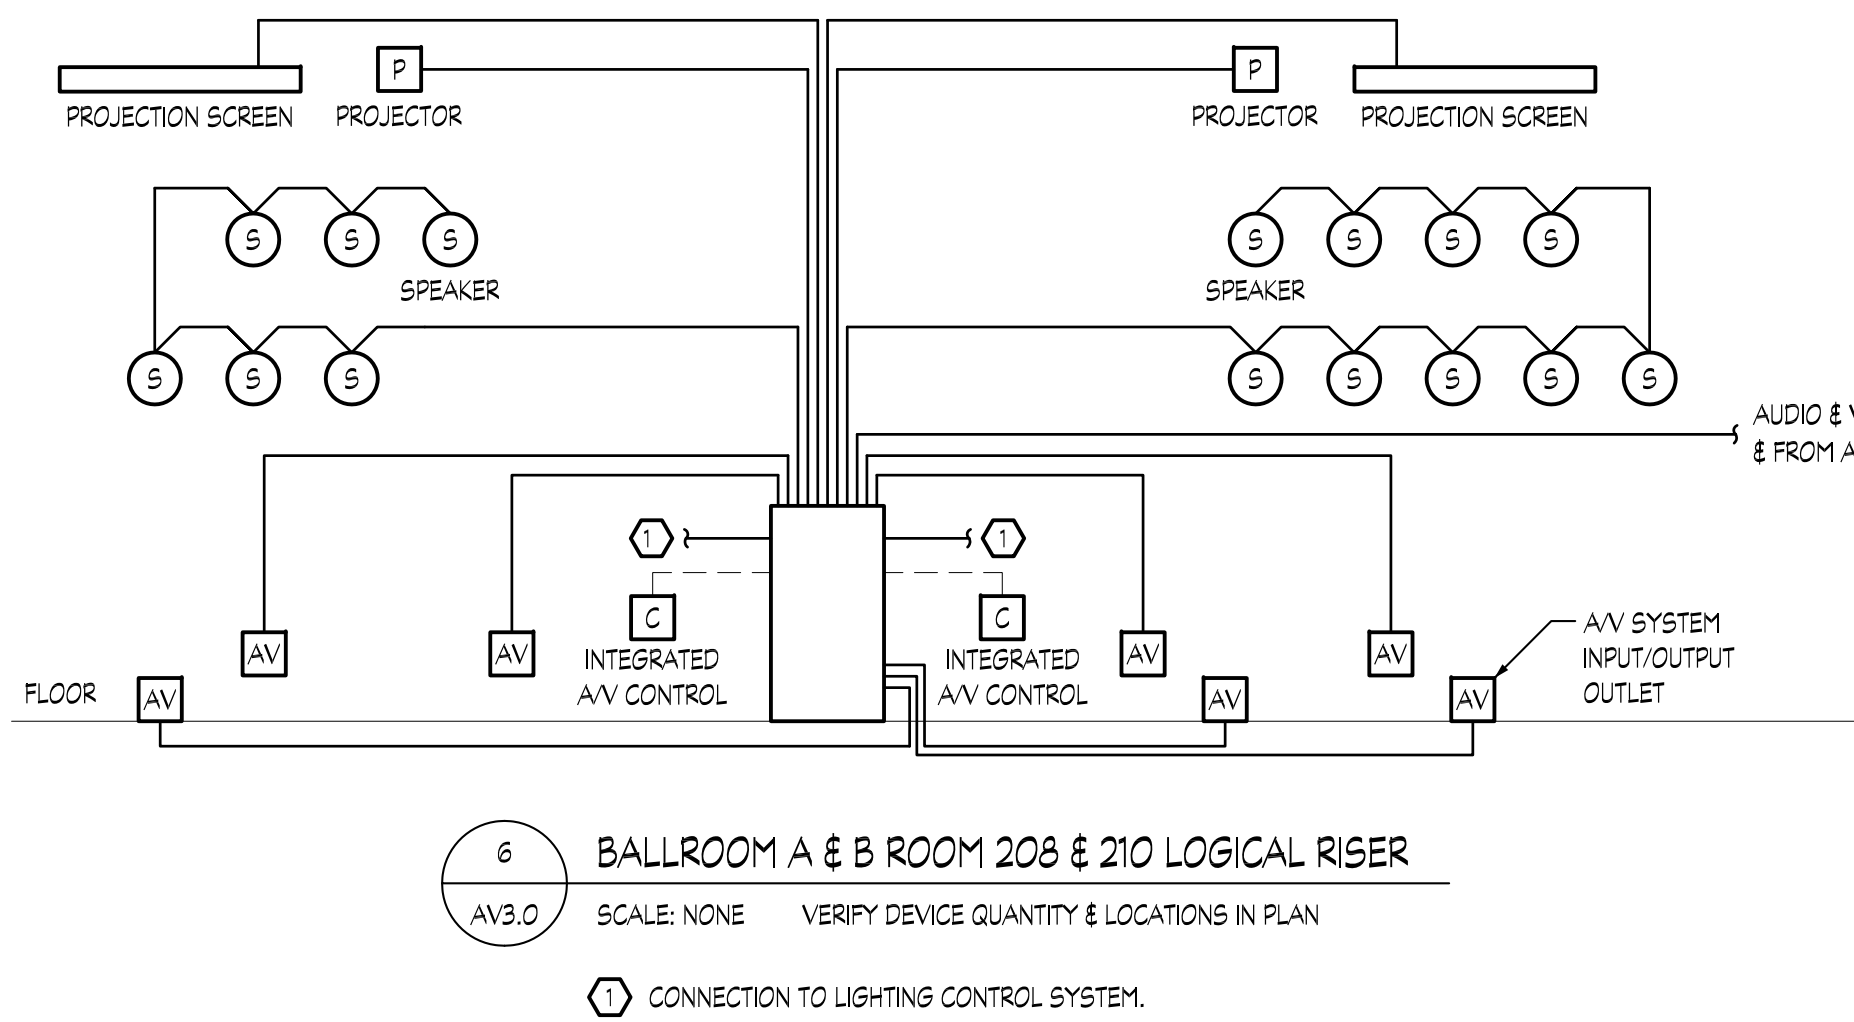 P
P
PROJECTION SCREEN PROJECTOR
PROJECTOR PROJECTION SCREEN
S S S
S S S S
SPEAKER
SPEAKER
S S S
S S S S S
AUDIO &
& FROM
1
1
C
C
AV
AV
INTEGRATED
A/V CONTROL
INTEGRATED
A/V CONTROL
AV
AV
A/V SYSTEM
INPUT/OUTPUT
OUTLET
FLOOR
AV
AV
AV
6
BALLROOM A & B ROOM 208 & 210 LOGICAL RISER
AV3.0
SCALE: NONE VERIFY DEVICE QUANTITY & LOCATIONS IN PLAN
1 CONNECTION TO LIGHTING CONTROL SYSTEM.